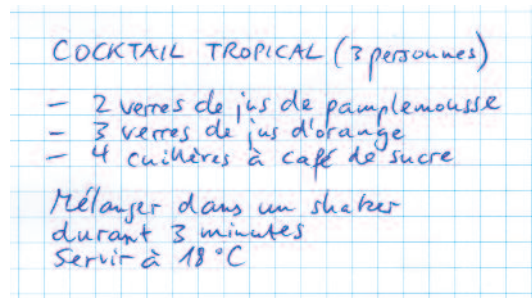 COCKTAIL TROPICAL (3 personnes)
- 2 verres de jus de pamplemousse
- 3 verres de jus d'orange
- 4 cuillères à café de sucre
Mélanger dans un shaker
durant 3 minutes
Servir à 18 °C